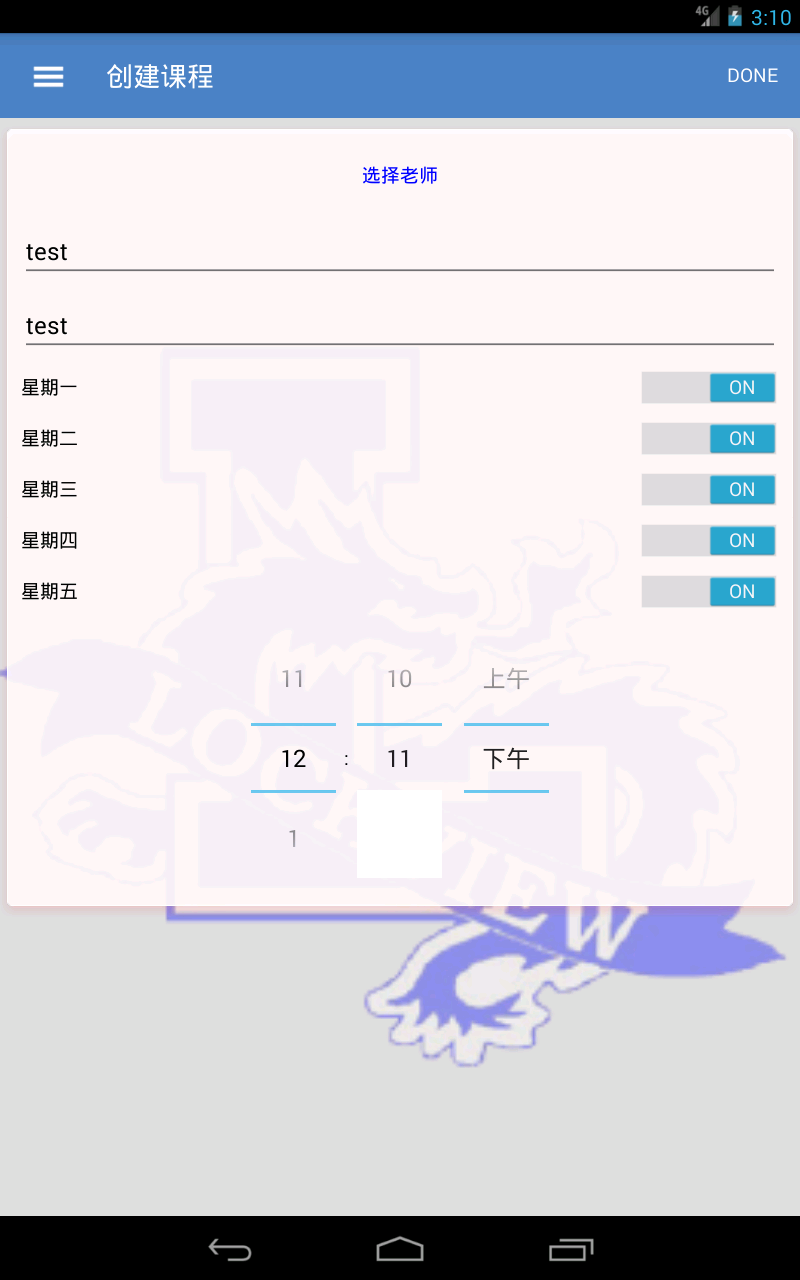 4G 3:10
创建课程 DONE
选择老师
test
test
星期一 ON
星期二 ON
星期三 ON
星期四 ON
星期五 ON
11 10 上午
12 : 11 下午
1
LOCKVIEW